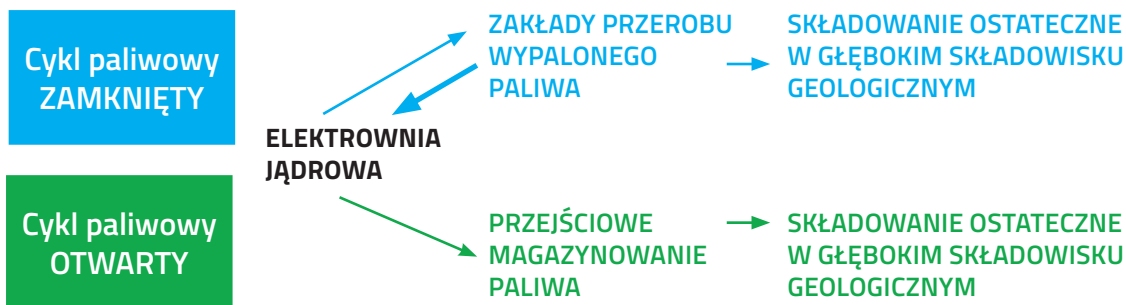 Cykl paliwowy
ZAMKNIĘTY
ZAKŁADY PRZEROBU
WYPALONEGO
PALIWA
SKŁADOWANIE OSTATECZNE
W GŁĘBOKIM SKŁADOWISKU
GEOLOGICZNYM
ELEKTROWNIA
JĄDROWA
Cykl paliwowy
OTWARTY
PRZEJŚCIOWE
MAGAZYNOWANIE
PALIWA
SKŁADOWANIE OSTATECZNE
W GŁĘBOKIM SKŁADOWISKU
GEOLOGICZNYM